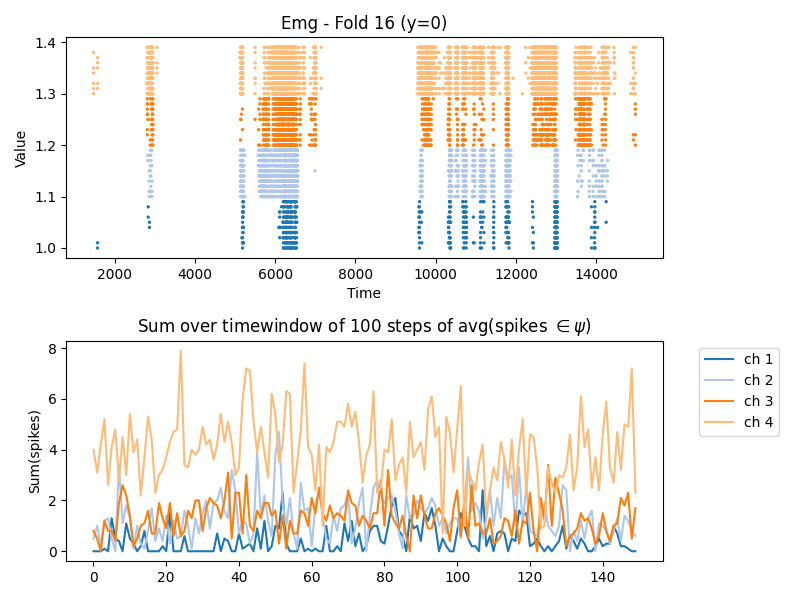 Emg - Fold 16 (y=0)
1.4
1.3
1.2
1.1
1.0
Value
2000 4000 6000 8000 10000 12000 14000
Time
Sum over timewindow of 100 steps of avg(spikes ∈ ψ)
8
6
4
2
0
Sum(spikes)
0 20 40 60 80 100 120 140
ch 1
ch 2
ch 3
ch 4